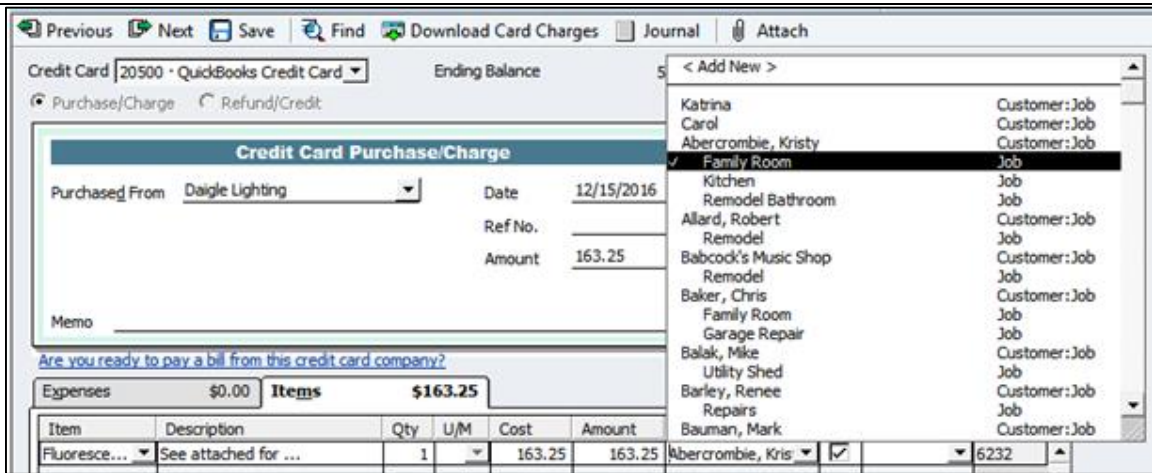 Previous Next Save Find Download Card Charges Journal Attach
Credit Card 20500 · QuickBooks Credit Card Ending Balance 5
Purchase/Charge Refund/Credit
Credit Card Purchase/Charge
Purchased From Daigle Lighting Date 12/15/2016
Ref No.
Amount 163.25
Memo
Are you ready to pay a bill from this credit card company?
Expenses $0.00 Items $163.25
Item Description Qty U/M Cost Amount
Fluoresce... See attached for ... 1 163.25 163.25 Abercrombie, Kris 6232
< Add New >
Katrina Customer:Job
Carol Customer:Job
Abercrombie, Kristy Customer:Job
Family Room Job
Kitchen Job
Remodel Bathroom Job
Allard, Robert Customer:Job
Remodel Job
Babcock's Music Shop Customer:Job
Remodel Job
Baker, Chris Customer:Job
Family Room Job
Garage Repair Job
Balak, Mike Customer:Job
Utility Shed Job
Barley, Renee Customer:Job
Repairs Job
Bauman, Mark Customer:Job